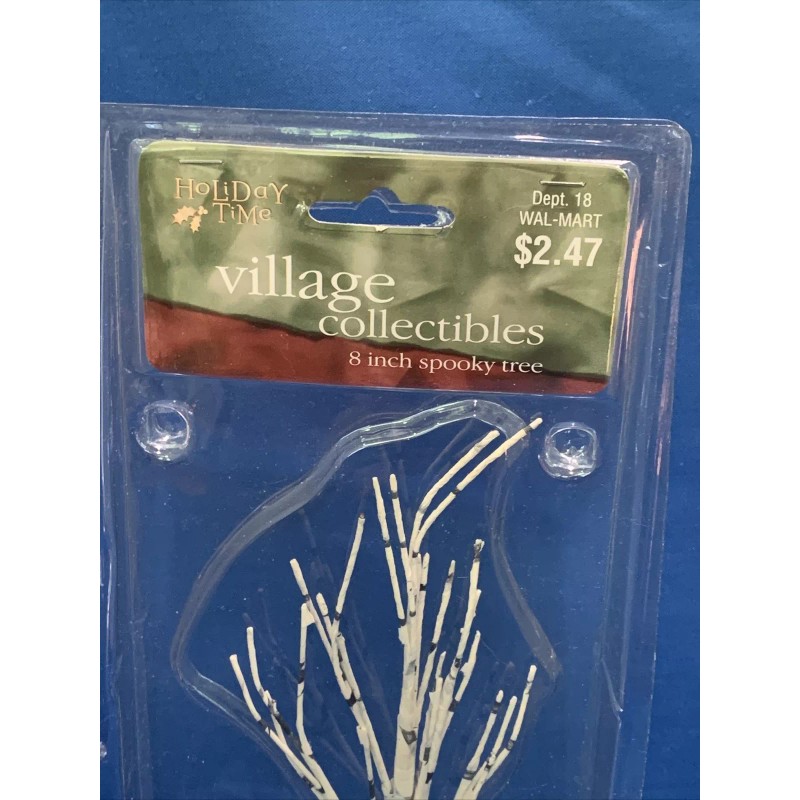 HoLiDay
TiMe
Dept. 18
WAL-MART
$2.47
village
collectibles
8 inch spooky tree